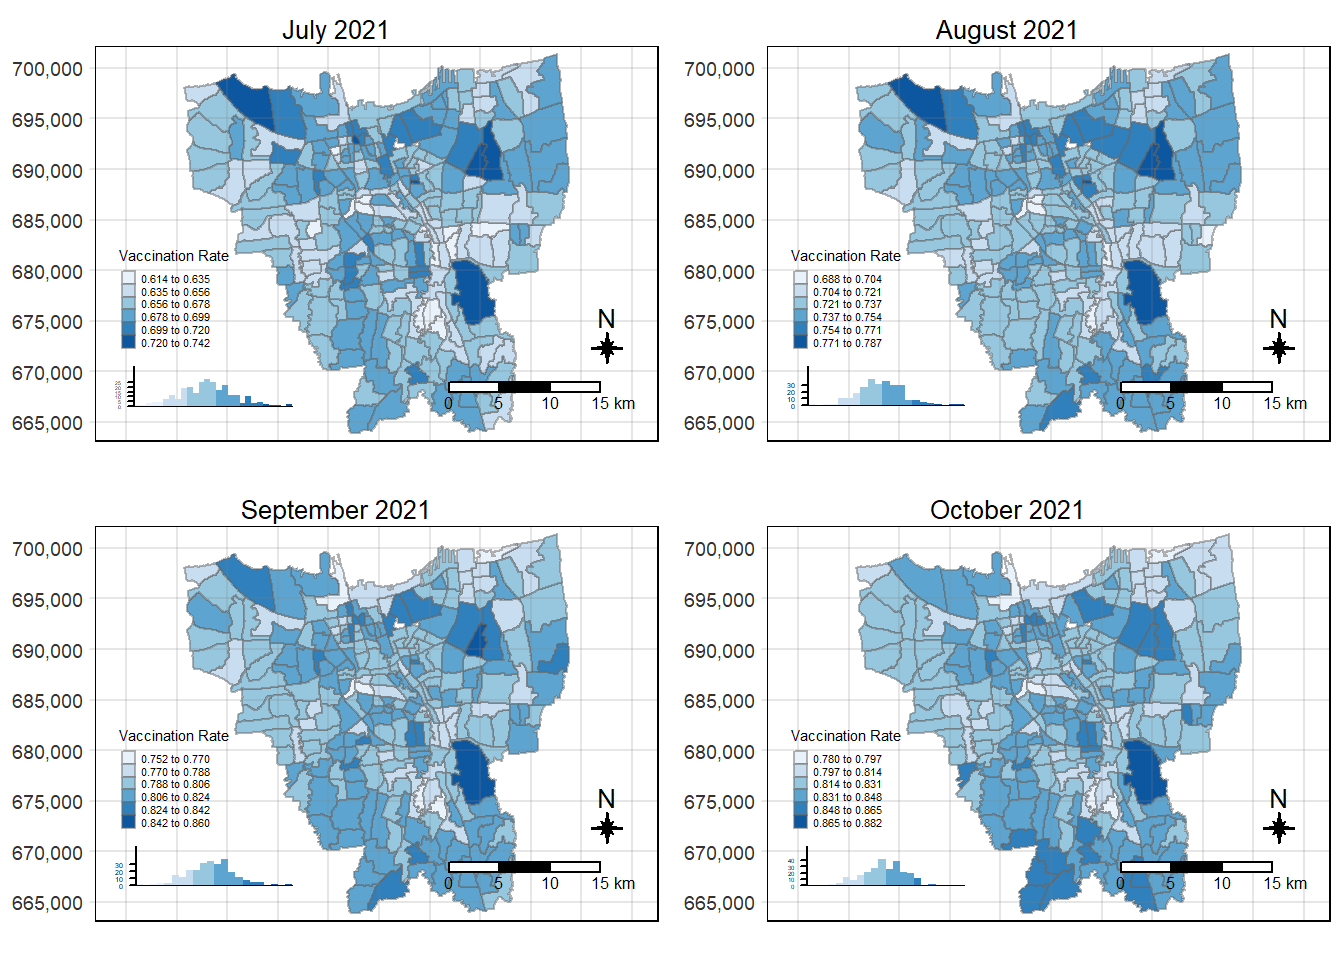 July 2021
700,000
695,000
690,000
685,000
680,000
675,000
670,000
665,000
Vaccination Rate
0.614 to 0.635
0.635 to 0.656
0.656 to 0.678
0.678 to 0.699
0.699 to 0.720
0.720 to 0.742
25
20
15
10
5
0
N
0 5 10 15 km
August 2021
700,000
695,000
690,000
685,000
680,000
675,000
670,000
665,000
Vaccination Rate
0.688 to 0.704
0.704 to 0.721
0.721 to 0.737
0.737 to 0.754
0.754 to 0.771
0.771 to 0.787
30
20
10
0
N
0 5 10 15 km
September 2021
700,000
695,000
690,000
685,000
680,000
675,000
670,000
665,000
Vaccination Rate
0.752 to 0.770
0.770 to 0.788
0.788 to 0.806
0.806 to 0.824
0.824 to 0.842
0.842 to 0.860
30
20
10
0
N
0 5 10 15 km
October 2021
700,000
695,000
690,000
685,000
680,000
675,000
670,000
665,000
Vaccination Rate
0.780 to 0.797
0.797 to 0.814
0.814 to 0.831
0.831 to 0.848
0.848 to 0.865
0.865 to 0.882
40
30
20
10
0
N
0 5 10 15 km